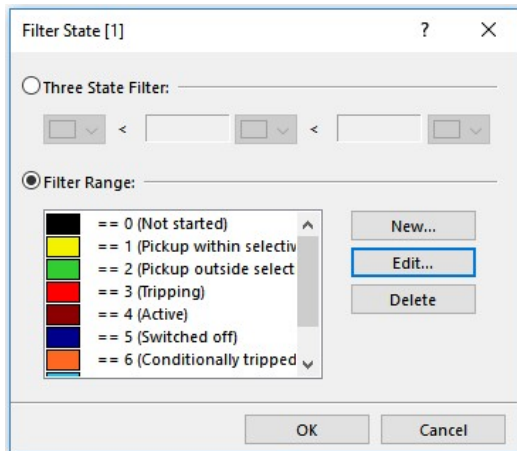 Filter State [1]
? ×
Three State Filter:
< <
Filter Range:
== 0 (Not started)
== 1 (Pickup within selectiv
== 2 (Pickup outside select
== 3 (Tripping)
== 4 (Active)
== 5 (Switched off)
== 6 (Conditionally tripped
New...
Edit...
Delete
OK
Cancel